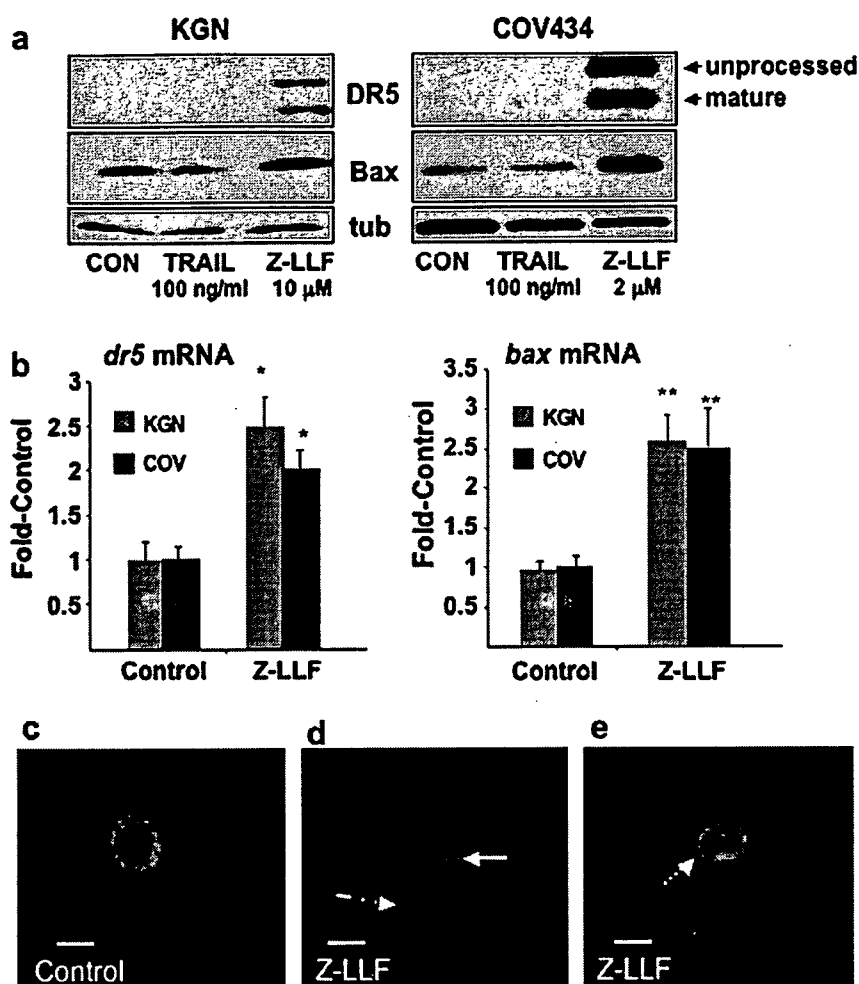 a
KGN
COV434
DR5
unprocessed
mature
Bax
tub
CON TRAIL Z-LLF
100 ng/ml 10 µM
CON TRAIL Z-LLF
100 ng/ml 2 µM
b
dr5 mRNA
*
*
3
2.5
2
1.5
1
0.5
Fold-Control
KGN
COV
Control Z-LLF
bax mRNA
**
**
3.5
3
2.5
2
1.5
1
0.5
Fold-Control
KGN
COV
Control Z-LLF
c
Control
d
Z-LLF
e
Z-LLF